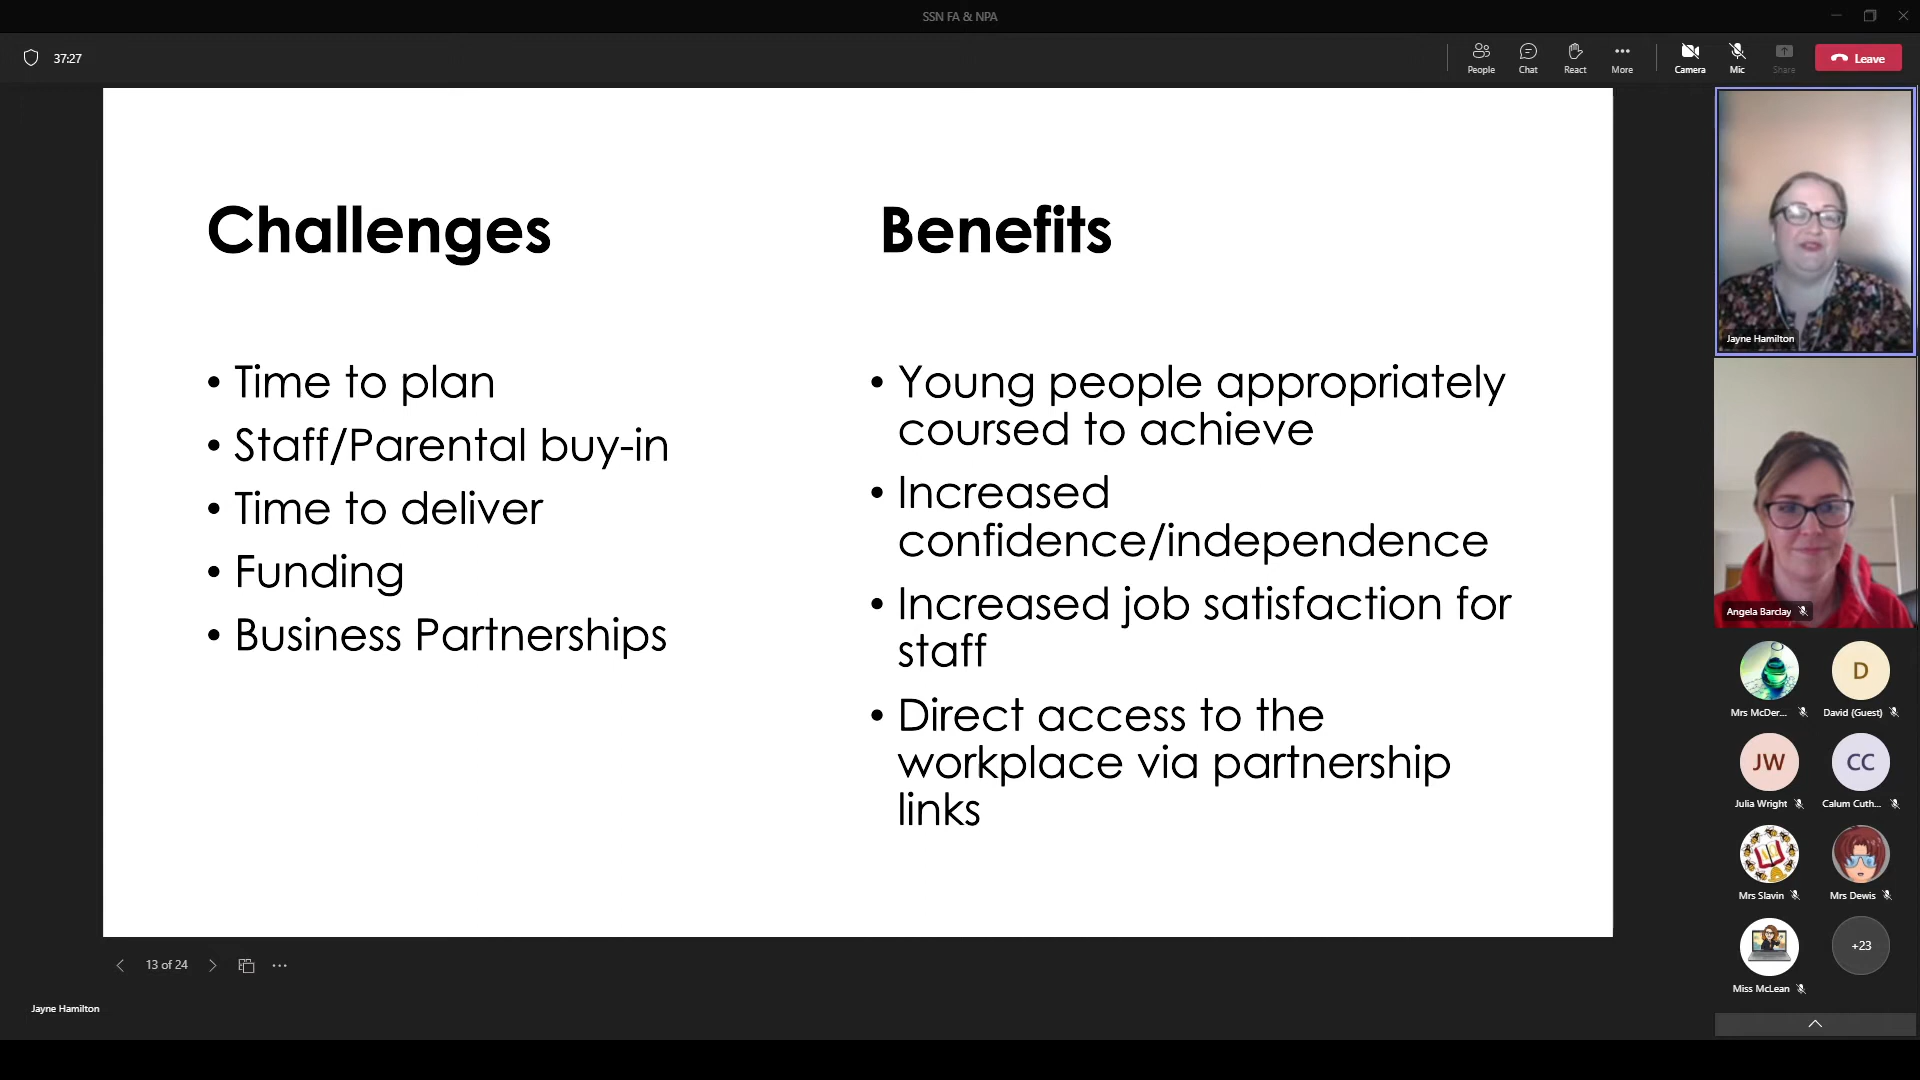 SSN FA & NPA
37:27
People
Chat
React
More
Camera
Mic
Share
Leave
Challenges
• Time to plan
• Staff/Parental buy-in
• Time to deliver
• Funding
• Business Partnerships
Benefits
• Young people appropriately
coursed to achieve
• Increased
confidence/independence
• Increased job satisfaction for
staff
• Direct access to the
workplace via partnership
links
Jayne Hamilton
Angela Barclay
Mrs McDer...
D
David (Guest)
JW
Julia Wright
CC
Calum Cuth...
Mrs Slavin
Mrs Dewis
Miss McLean
+23
13 of 24
Jayne Hamilton